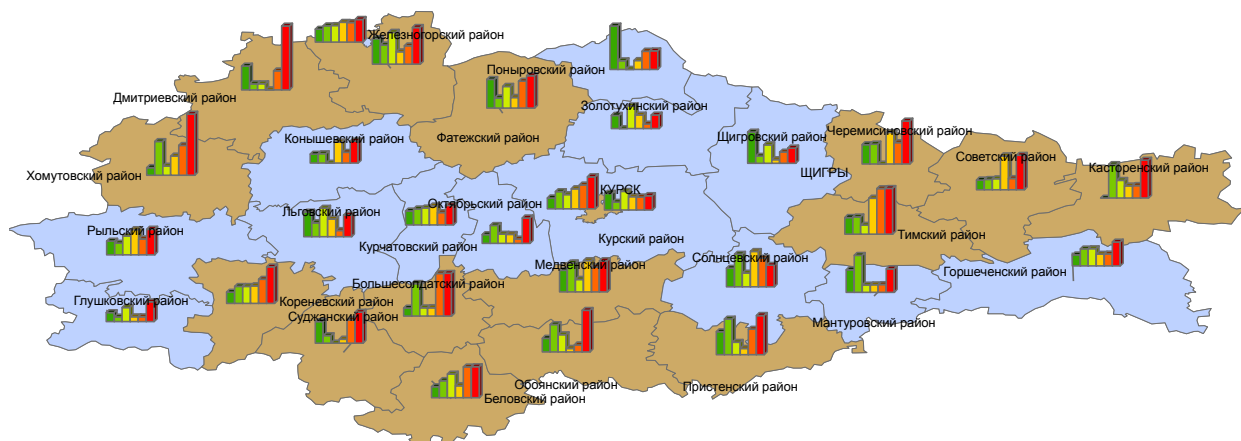 Железногорский район
Поныровский район
Дмитриевский район
Золотухинский район
Конышевский район
Фатежский район
Щигровский район
Черемисиновский район
Советский район
Касторенский район
Хомутовский район
ЩИГРЫ
КУРСК
Октябрьский район
Льговский район
Рыльский район
Курчатовский район
Курский район
Тимский район
Солнцевский район
Медвенский район
Горшеченский район
Большесолдатский район
Глушковский район
Кореневский район
Суджанский район
Мантуровский район
Обоянский район
Пристенский район
Беловский район